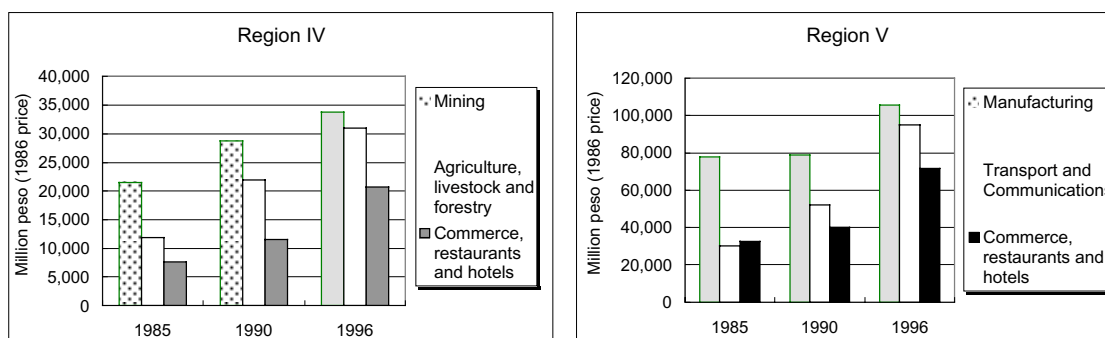 Region IV
Million peso (1986 price)
40,000
35,000
30,000
25,000
20,000
15,000
10,000
5,000
0
1985 1990 1996
Mining
Agriculture,
livestock and
forestry
Commerce,
restaurants
and hotels
Region V
Million peso (1986 price)
120,000
100,000
80,000
60,000
40,000
20,000
0
1985 1990 1996
Manufacturing
Transport and
Communications
Commerce,
restaurants and
hotels